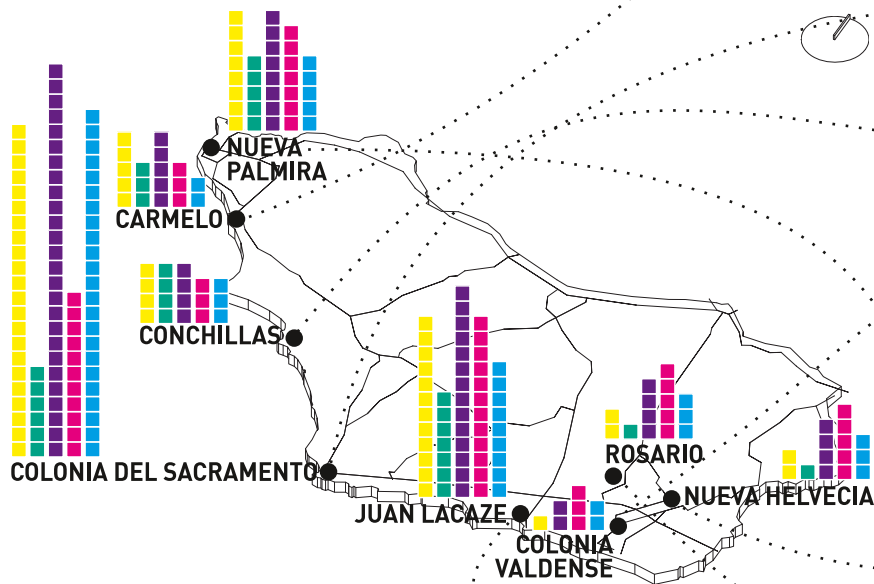 NUEVA
PALMIRA
CARMELO
CONCHILLAS
COLONIA DEL SACRAMENTO
ROSARIO
NUEVA HELVECIA
JUAN LACAZE
COLONIA
VALDENSE